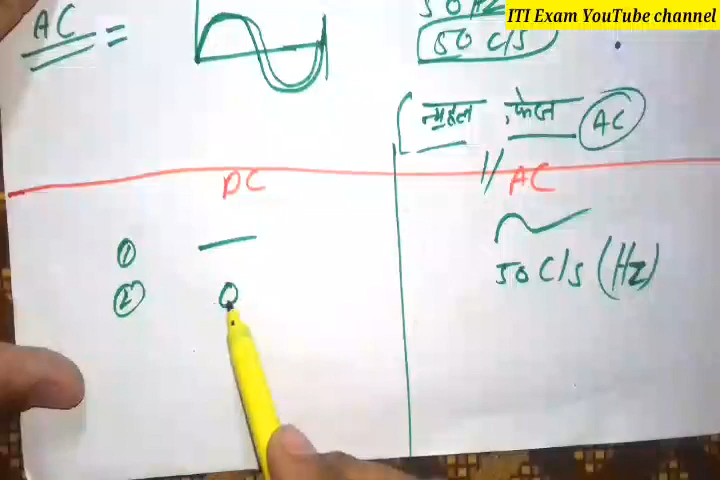 ITI Exam YouTube channel
AC =
50 Hz
50 C/s
न्यूट्रल, फेस AC
DC // AC
① —
50 C/s (Hz)
② 0